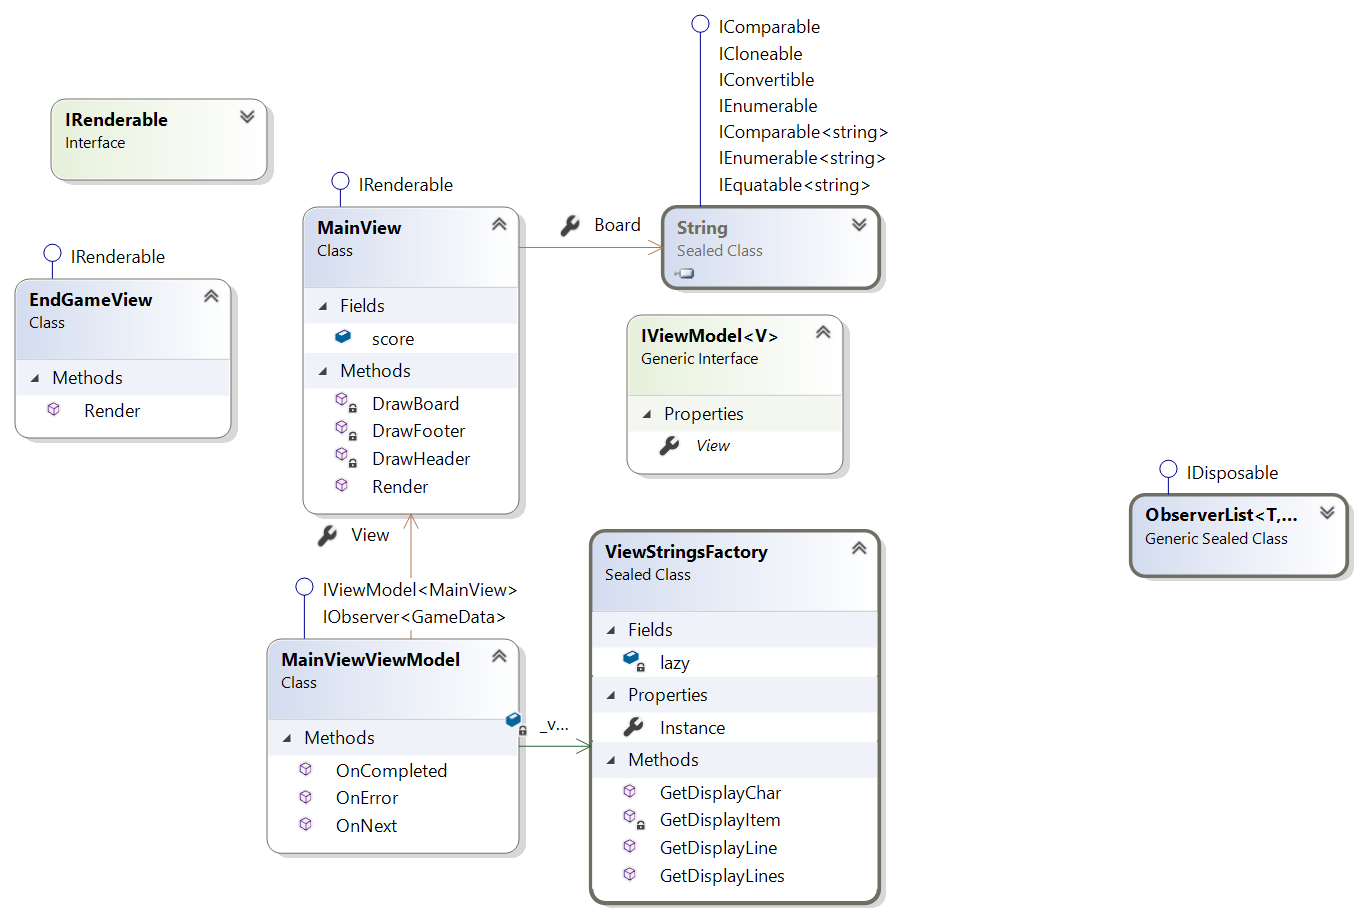 IComparable
ICloneable
IConvertible
IEnumerable
IComparable<string>
IEnumerable<string>
IEquatable<string>
IRenderable
Interface
IRenderable
MainView
Class
Fields
score
Methods
DrawBoard
DrawFooter
DrawHeader
Render
Board
String
Sealed Class
IRenderable
EndGameView
Class
Methods
Render
IViewModel<V>
Generic Interface
Properties
View
IDisposable
ObserverList<T,...
Generic Sealed Class
View
IViewModel<MainView>
IObserver<GameData>
MainViewViewModel
Class
Methods
OnCompleted
OnError
OnNext
_v...
ViewStringsFactory
Sealed Class
Fields
lazy
Properties
Instance
Methods
GetDisplayChar
GetDisplayItem
GetDisplayLine
GetDisplayLines